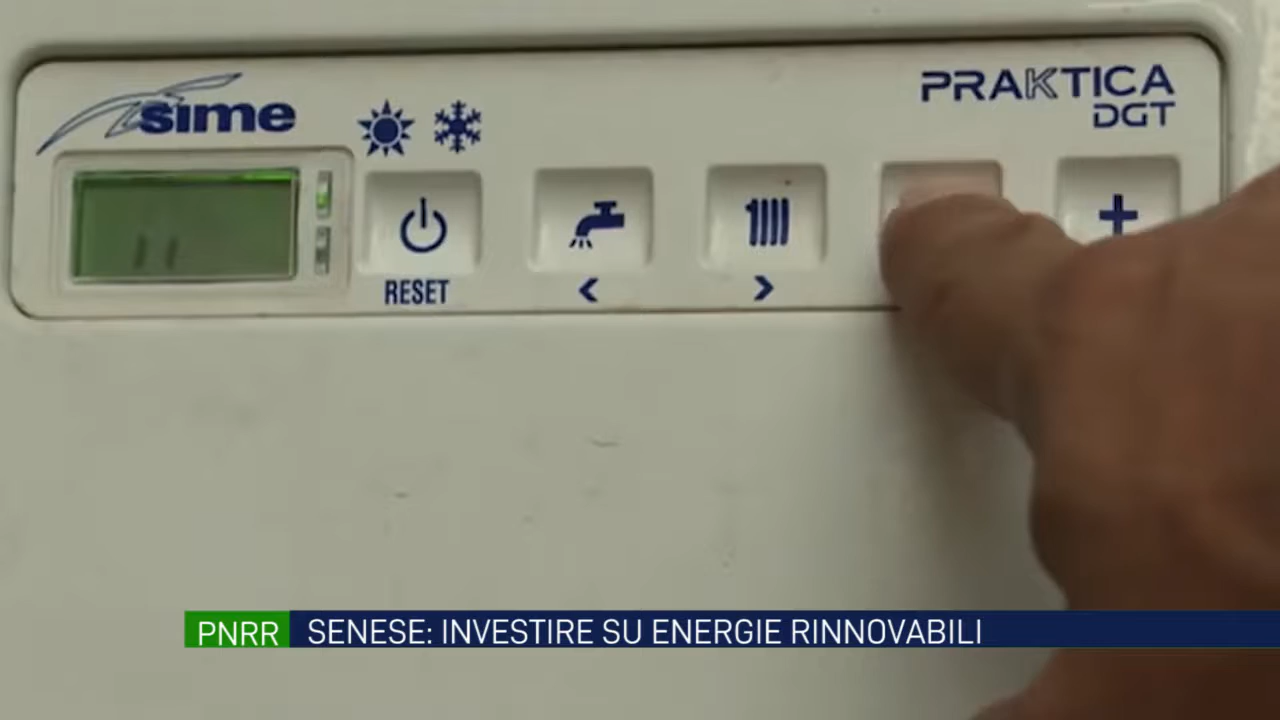 sime
PRAKTICA
DGT
RESET
< >
+
PNRR SENESE: INVESTIRE SU ENERGIE RINNOVABILI